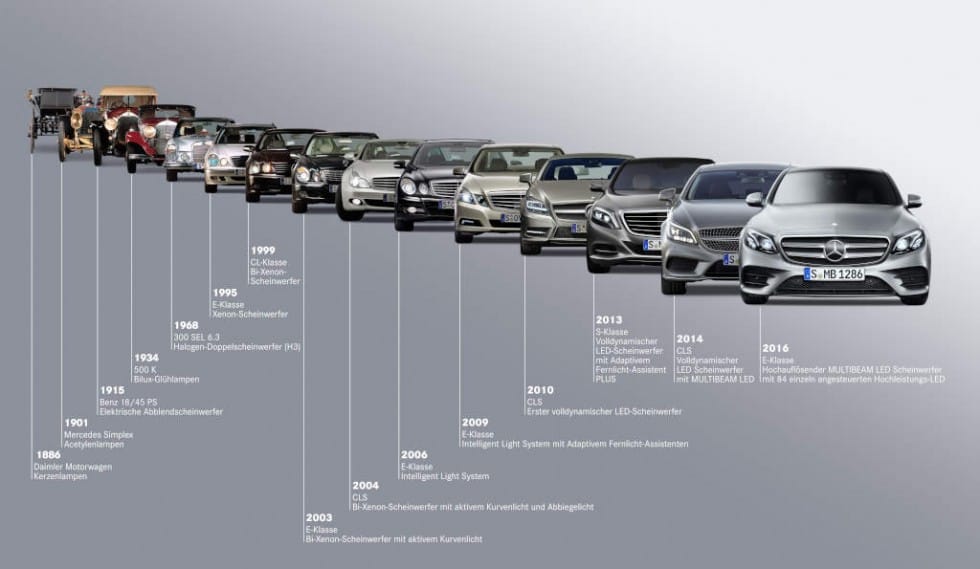 1886
Daimler Motorwagen
Kerzenlampen
1901
Mercedes Simplex
Acetylenlampen
1915
Benz 18/45 PS
Elektrische Abblendscheinwerfer
1934
500 K
Bilux-Glühlampen
1968
300 SEL 6.3
Halogen-Doppelscheinwerfer (H3)
1995
E-Klasse
Xenon-Scheinwerfer
1999
CL-Klasse
Bi-Xenon-
Scheinwerfer
2003
E-Klasse
Bi-Xenon-Scheinwerfer mit aktivem Kurvenlicht
2004
CLS
Bi-Xenon-Scheinwerfer mit aktivem Kurvenlicht und Abbiegelicht
2006
E-Klasse
Intelligent Light System
2009
E-Klasse
Intelligent Light System mit Adaptivem Fernlicht-Assistenten
2010
CLS
Erster volldynamischer LED-Scheinwerfer
2013
S-Klasse
Volldynamischer
LED-Scheinwerfer
mit Adaptivem
Fernlicht-Assistent
PLUS
2014
CLS
Volldynamischer
LED Scheinwerfer
mit MULTIBEAM LED
2016
E-Klasse
Hochauflösender MULTIBEAM LED Scheinwerfer
mit 84 einzeln angesteuerten Hochleistungs-LED
S MB 1286